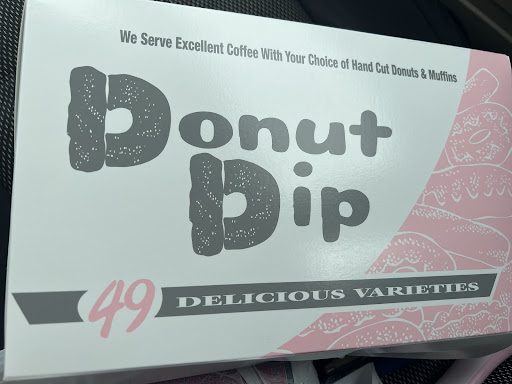 We Serve Excellent Coffee With Your Choice of Hand Cut Donuts & Muffins
Donut
Dip
49 DELICIOUS VARIETIES